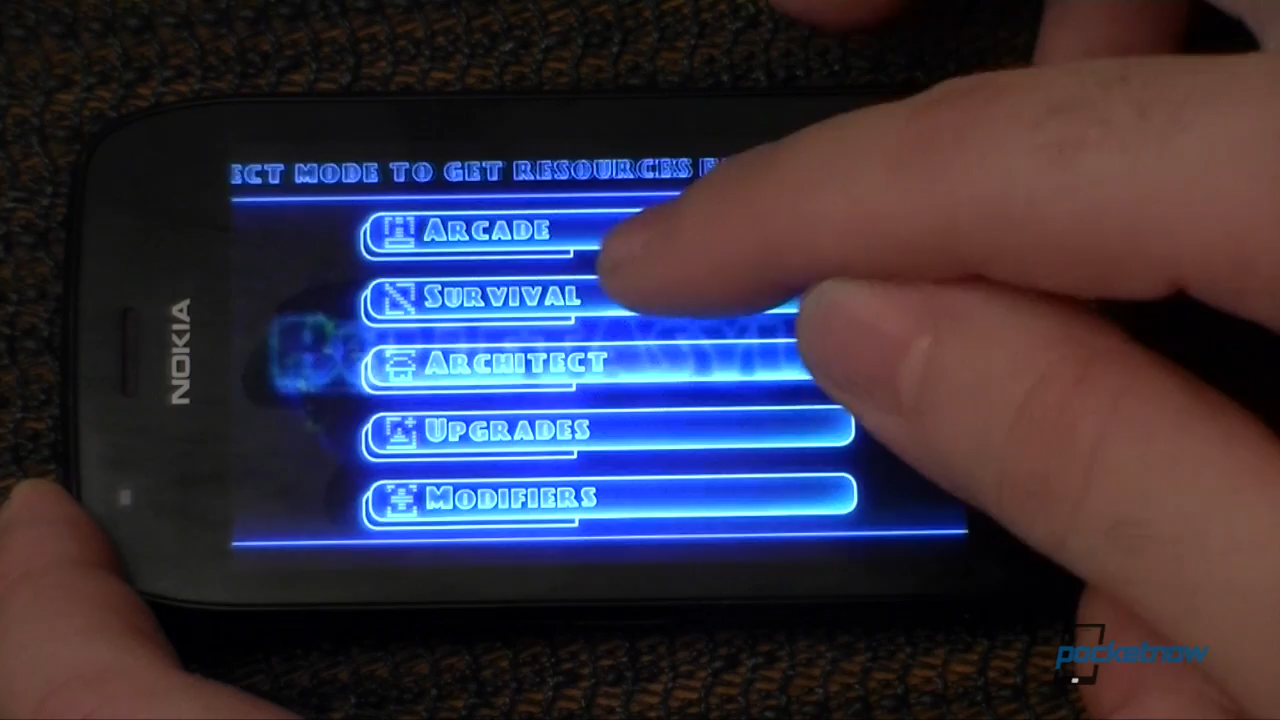 ECT MODE TO GET RESOURCES
ARCADE
SURVIVAL
ARCHITECT
UPGRADES
MODIFIERS
NOKIA
pocketnow